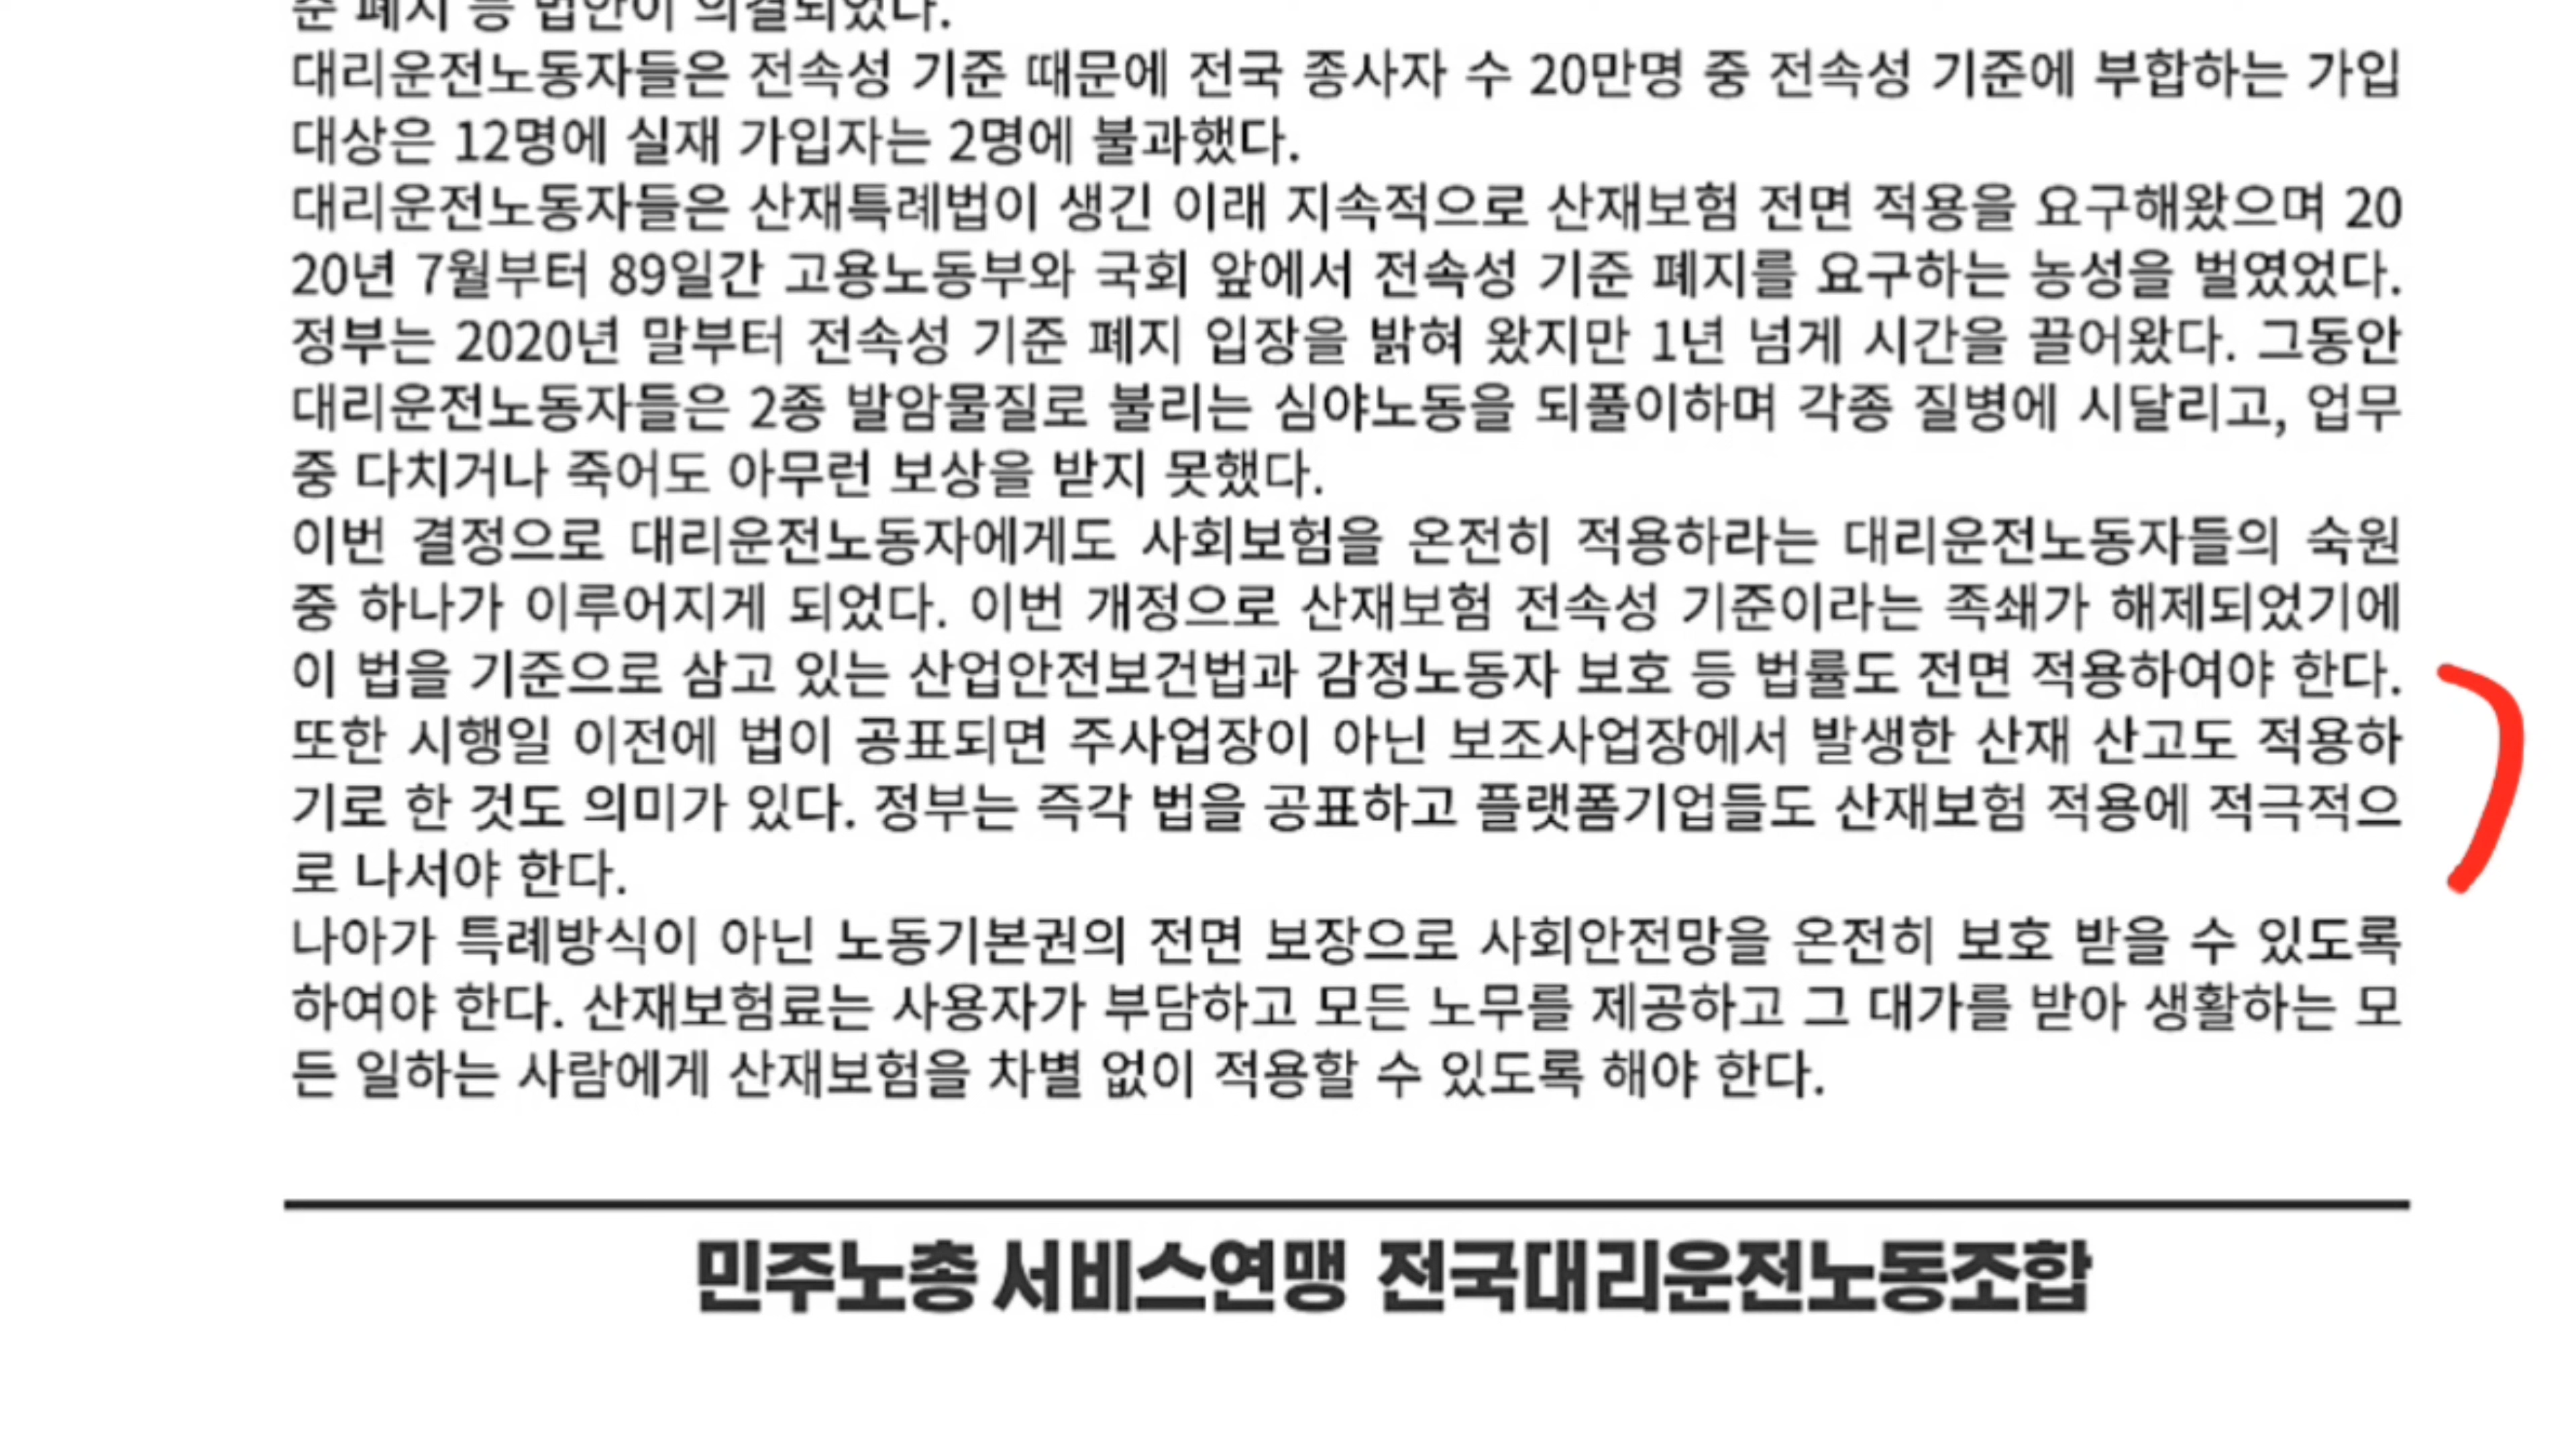 준 폐지 등 법안이 의결되었다.
대리운전노동자들은 전속성 기준 때문에 전국 종사자 수 20만명 중 전속성 기준에 부합하는 가입
대상은 12명에 실재 가입자는 2명에 불과했다.
대리운전노동자들은 산재특례법이 생긴 이래 지속적으로 산재보험 전면 적용을 요구해왔으며 20
20년 7월부터 89일간 고용노동부와 국회 앞에서 전속성 기준 폐지를 요구하는 농성을 벌였었다.
정부는 2020년 말부터 전속성 기준 폐지 입장을 밝혀 왔지만 1년 넘게 시간을 끌어왔다. 그동안
대리운전노동자들은 2종 발암물질로 불리는 심야노동을 되풀이하며 각종 질병에 시달리고, 업무
중 다치거나 죽어도 아무런 보상을 받지 못했다.
이번 결정으로 대리운전노동자에게도 사회보험을 온전히 적용하라는 대리운전노동자들의 숙원
중 하나가 이루어지게 되었다. 이번 개정으로 산재보험 전속성 기준이라는 족쇄가 해제되었기에
이 법을 기준으로 삼고 있는 산업안전보건법과 감정노동자 보호 등 법률도 전면 적용하여야 한다.
또한 시행일 이전에 법이 공표되면 주사업장이 아닌 보조사업장에서 발생한 산재 산고도 적용하
기로 한 것도 의미가 있다. 정부는 즉각 법을 공표하고 플랫폼기업들도 산재보험 적용에 적극적으
로 나서야 한다.
나아가 특례방식이 아닌 노동기본권의 전면 보장으로 사회안전망을 온전히 보호 받을 수 있도록
하여야 한다. 산재보험료는 사용자가 부담하고 모든 노무를 제공하고 그 대가를 받아 생활하는 모
든 일하는 사람에게 산재보험을 차별 없이 적용할 수 있도록 해야 한다.
민주노총 서비스연맹 전국대리운전노동조합